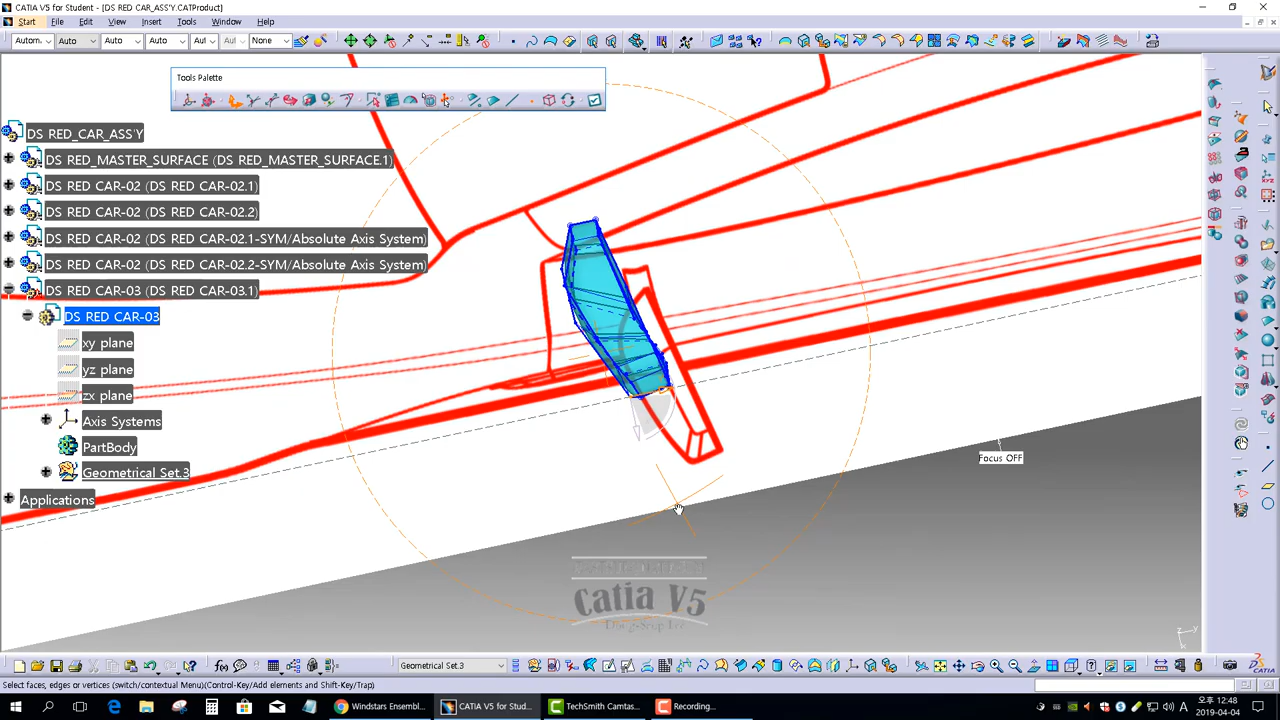 CATIA V5 for Student - [DS RED CAR_ASS'Y.CATProduct]
Start File Edit View Insert Tools Window Help
Autom. Auto Auto Auto Aut Aut None
Tools Palette
DS RED_CAR_ASS'Y
DS RED_MASTER_SURFACE (DS RED_MASTER_SURFACE.1)
DS RED CAR-02 (DS RED CAR-02.1)
DS RED CAR-02 (DS RED CAR-02.2)
DS RED CAR-02 (DS RED CAR-02.1-SYM/Absolute Axis System)
DS RED CAR-02 (DS RED CAR-02.2-SYM/Absolute Axis System)
DS RED CAR-03 (DS RED CAR-03.1)
DS RED CAR-03
xy plane
yz plane
zx plane
Axis Systems
PartBody
Geometrical Set.3
Applications
Focus OFF
Catia V5
Geometrical Set.3
Select faces, edges or vertices (switch/contextual Menu)(Control-Key/Add elements and Shift-Key/Trap)
Windstars Ensembl...
CATIA V5 for Stud...
TechSmith Camtas...
Recording...
오후 12:48
2019-04-04